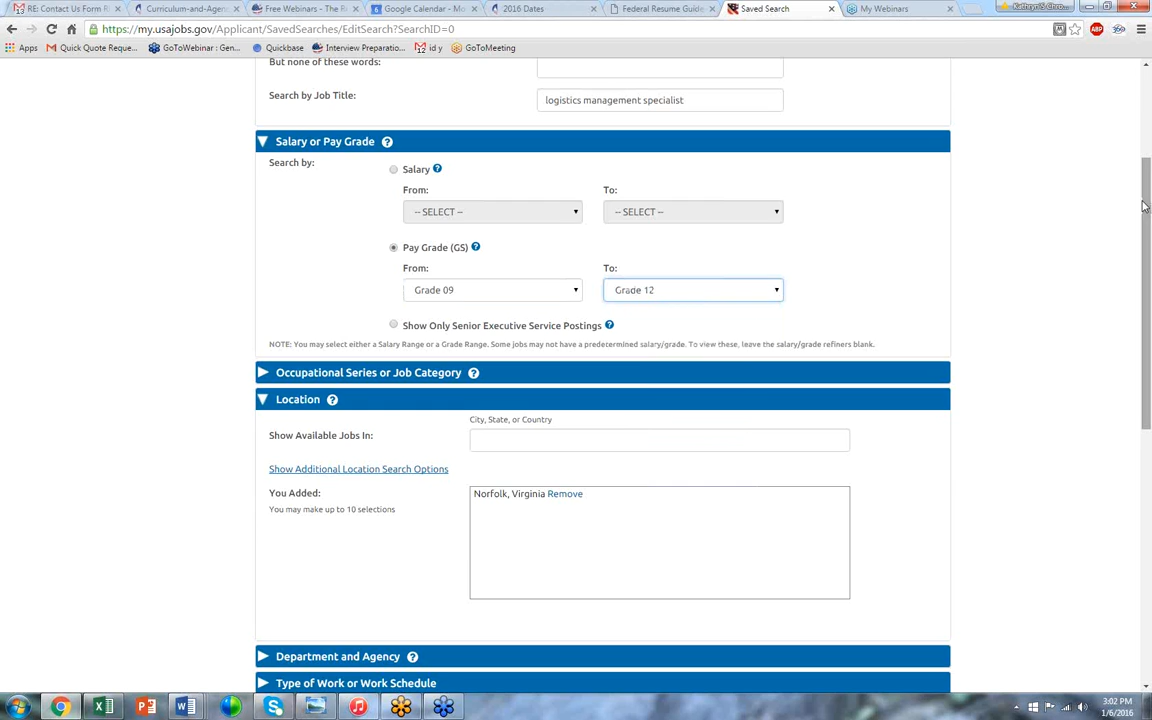 RE: Contact Us Form R
Curriculum-and-Agen
Free Webinars – The R
Google Calendar - Mo
2016 Dates
Federal Resume Guide
Saved Search
My Webinars
https://my.usajobs.gov/Applicant/SavedSearches/EditSearch?SearchID=0
Apps
Quick Quote Reque...
GoToWebinar : Gen...
Quickbase
Interview Preparatio...
id y
GoToMeeting
But none of these words:
Search by Job Title:
logistics management specialist
Salary or Pay Grade ?
Search by:
Salary ?
From: To:
-- SELECT -- -- SELECT --
Pay Grade (GS) ?
From: To:
Grade 09 Grade 12
Show Only Senior Executive Service Postings ?
NOTE: You may select either a Salary Range or a Grade Range. Some jobs may not have a predetermined salary/grade. To view these, leave the salary/grade refiners blank.
Occupational Series or Job Category ?
Location ?
City, State, or Country
Show Available Jobs In:
Show Additional Location Search Options
You Added:
Norfolk, Virginia Remove
You may make up to 10 selections
Department and Agency ?
Type of Work or Work Schedule
3:02 PM
1/6/2016